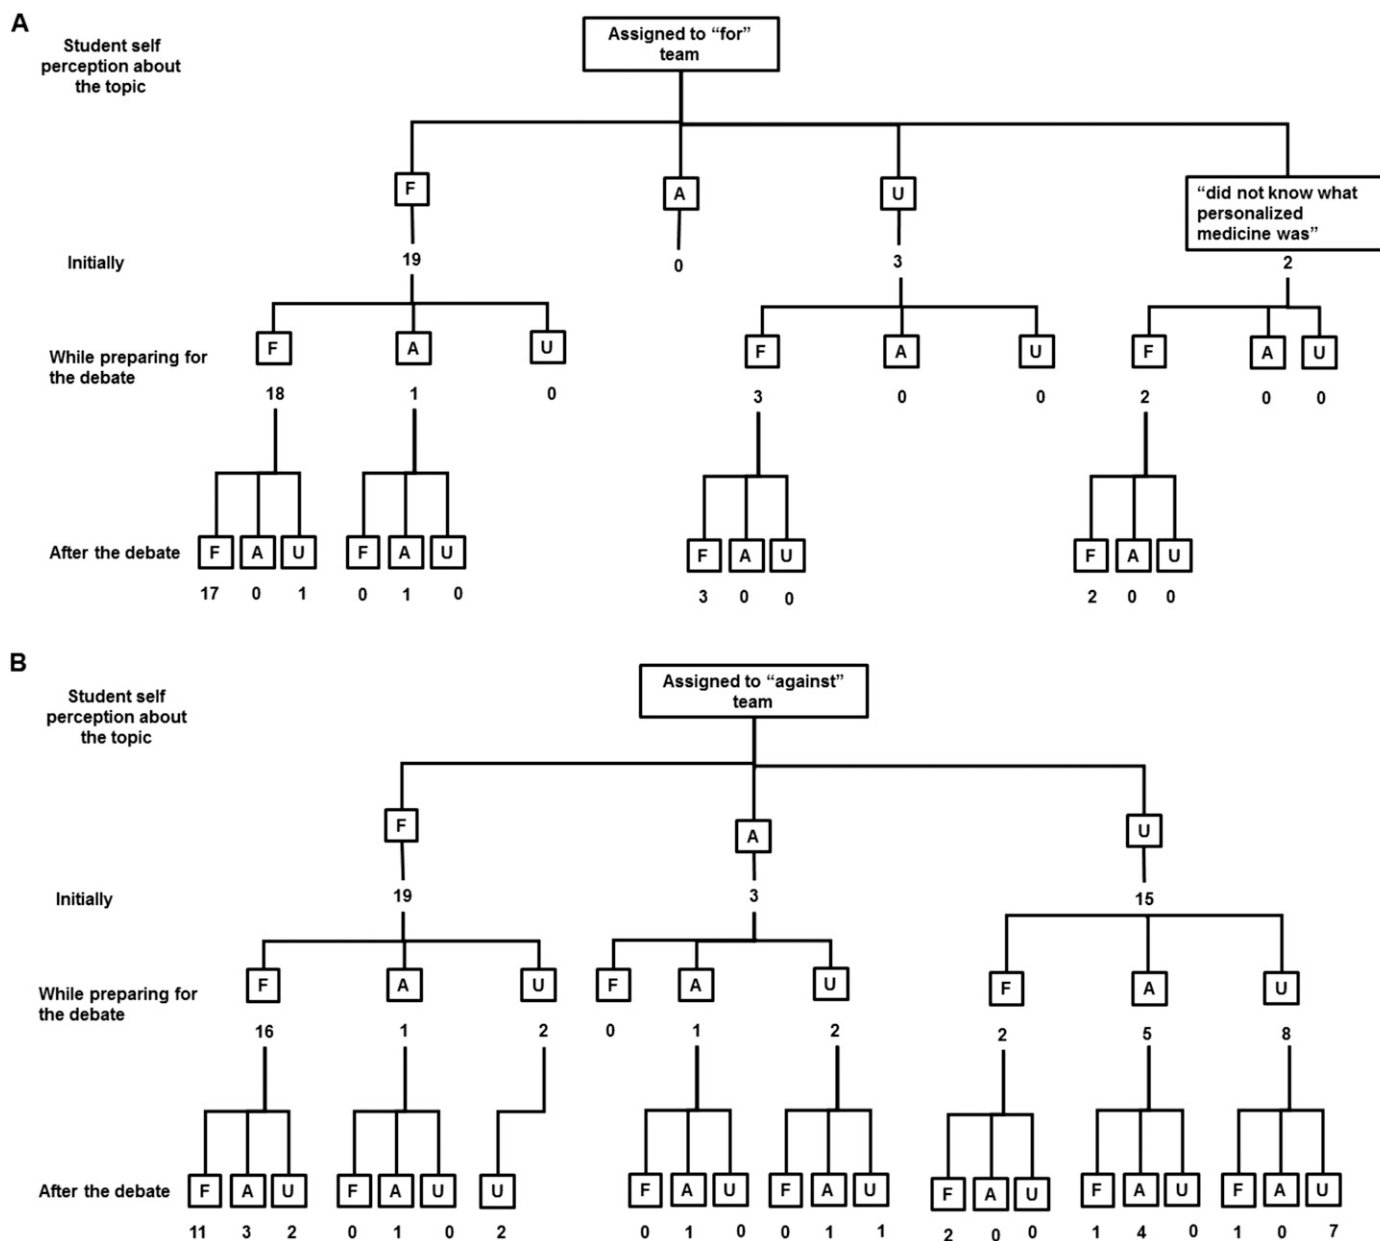 A
Student self
perception about
the topic
Assigned to “for”
team
F
A
U
“did not know what
personalized
medicine was”
Initially
19
0
3
2
While preparing for
the debate
F
A
U
F
A
U
F
A
U
18
1
0
3
0
0
2
0
0
After the debate
F A U
F A U
F A U
F A U
17 0 1
0 1 0
3 0 0
2 0 0
B
Student self
perception about
the topic
Assigned to “against”
team
F
A
U
Initially
19
3
15
While preparing for
the debate
F
A
U
F
A
U
F
A
U
16
1
2
0
1
2
2
5
8
After the debate
F A U
F A U
U
F A U
F A U
F A U
F A U
F A U
11 3 2
0 1 0
2
0 1 0
0 1 1
2 0 0
1 4 0
1 0 7